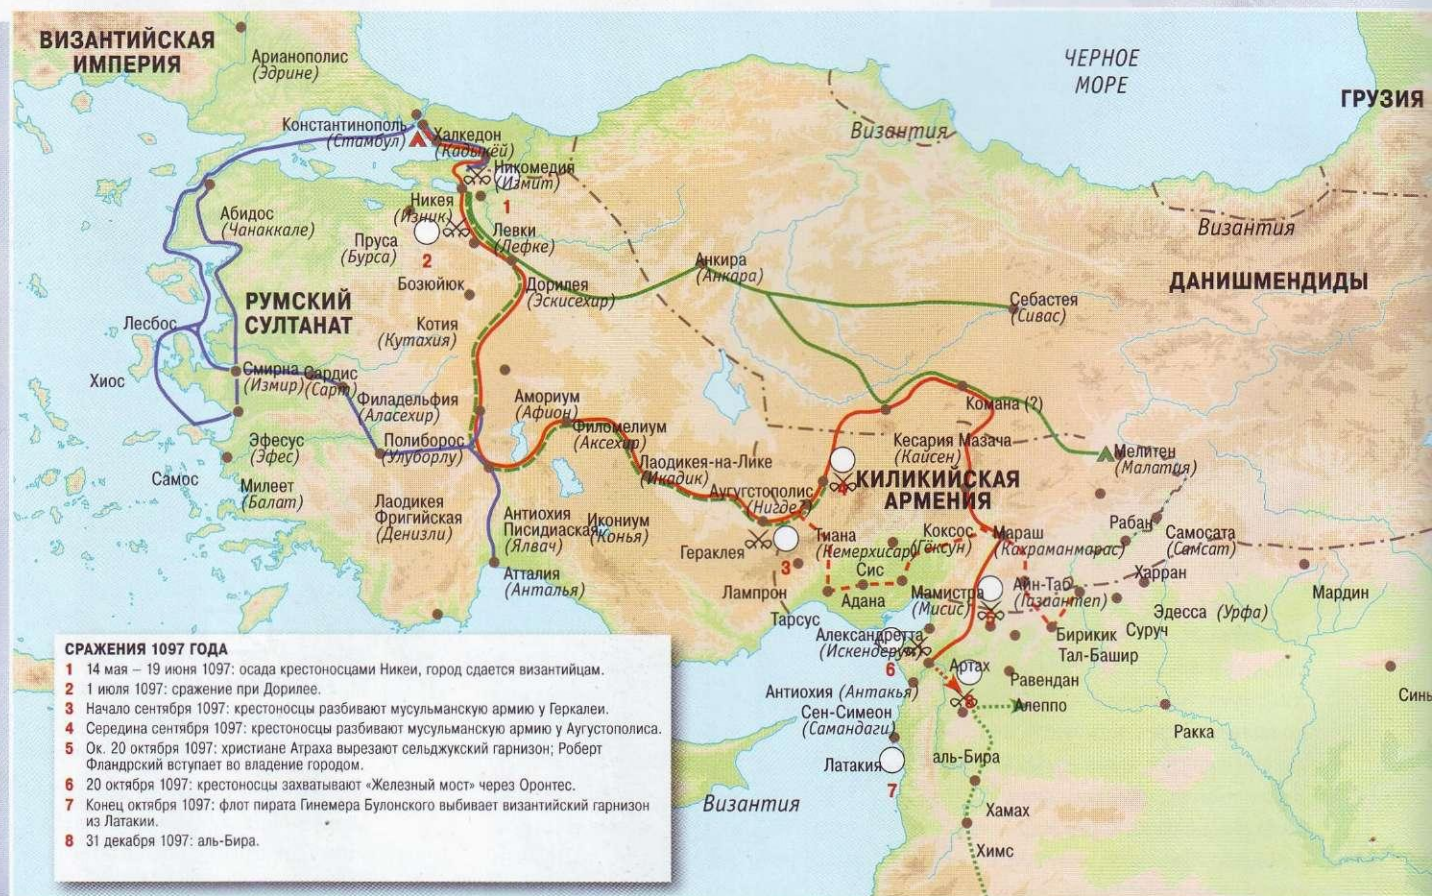 ВИЗАНТИЙСКАЯ
ИМПЕРИЯ
Арианополис
(Эдрине)
ЧЕРНОЕ
МОРЕ
ГРУЗИЯ
Константинополь
(Стамбул)
Халкедон
(Кадыкёй)
Византия
Никомедия
(Измит)
1
Никея
(Изник)
Абидос
(Чанаккале)
Византия
Пруса
(Бурса)
2
Левки
(Лефке)
Анкира
(Анкара)
ДАНИШМЕНДИДЫ
Бозюйюк
Дорилея
(Эскисехир)
РУМСКИЙ
СУЛТАНАТ
Себастея
(Сивас)
Лесбос
Котия
(Кутахия)
Хиос
Смирна
(Измир)
Сардис
(Сарт)
Филадельфия
(Аласехир)
Амориум
(Афион)
Комана (?)
Филомелиум
(Аксехир)
Эфесус
(Эфес)
Полиборос
(Улуборлу)
Кесария Мазача
(Кайсен)
Мелитен
(Малатия)
Самос
Милеет
(Балат)
Лаодикея-на-Лике
(Икадик)
4
КИЛИКИЙСКАЯ
АРМЕНИЯ
Аугугстополис
(Нигде)
Лаодикея
Фригийская
(Денизли)
Антиохия
Писидиаская
(Ялвач)
Икониум
(Конья)
Гераклея
3
Тиана
(Кемерхисар)
Коксос
(Гёксун)
Мараш
(Кахраманмарас)
Рабан
Самосата
(Самсат)
Атталия
(Анталья)
Лампрон
Сис
Адана
Мамистра
(Мисис)
5
Айн-Таб
(Газиантеп)
Харран
Мардин
Тарсус
Эдесса (Урфа)
Александретта
(Искендерун)
6
Бирикик
Суруч
Тал-Башир
Артах
Равендан
Антиохия (Антакья)
8
Алеппо
Синь
Сен-Симеон
(Самандаги)
Ракка
Латакия
7
аль-Бира
Византия
Хамах
Химс
СРАЖЕНИЯ 1097 ГОДА
1 14 мая – 19 июня 1097: осада крестоносцами Никеи, город сдается византийцам.
2 1 июля 1097: сражение при Дорилее.
3 Начало сентября 1097: крестоносцы разбивают мусульманскую армию у Геркалеи.
4 Середина сентября 1097: крестоносцы разбивают мусульманскую армию у Аугустополиса.
5 Ок. 20 октября 1097: христиане Атраха вырезают сельджукский гарнизон; Роберт
Фландрский вступает во владение городом.
6 20 октября 1097: крестоносцы захватывают «Железный мост» через Оронтес.
7 Конец октября 1097: флот пирата Гинемера Булонского выбивает византийский гарнизон
из Латакии.
8 31 декабря 1097: аль-Бира.